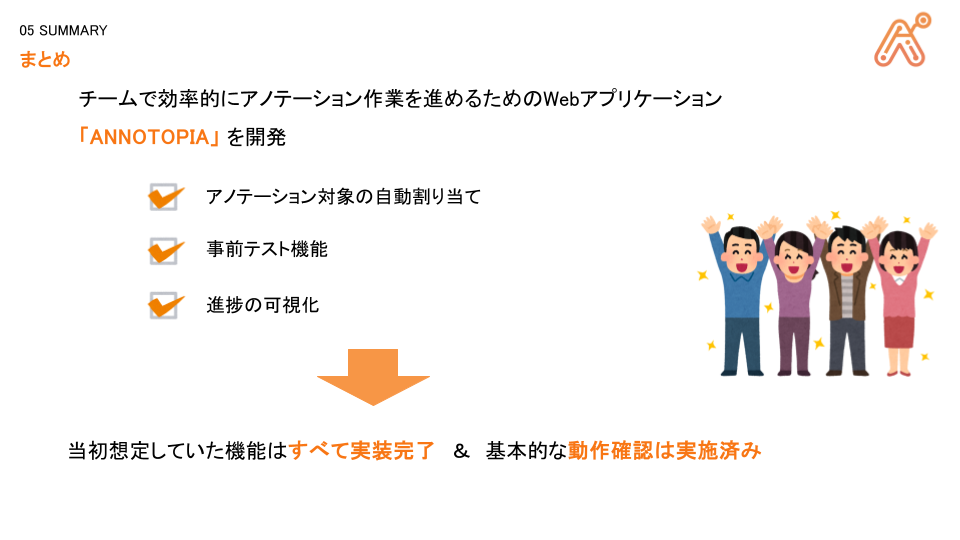 05 SUMMARY
まとめ
チームで効率的にアノテーション作業を進めるためのWebアプリケーション
「ANNOTOPIA」 を開発
アノテーション対象の自動割り当て
事前テスト機能
進捗の可視化
当初想定していた機能はすべて実装完了 & 基本的な動作確認は実施済み